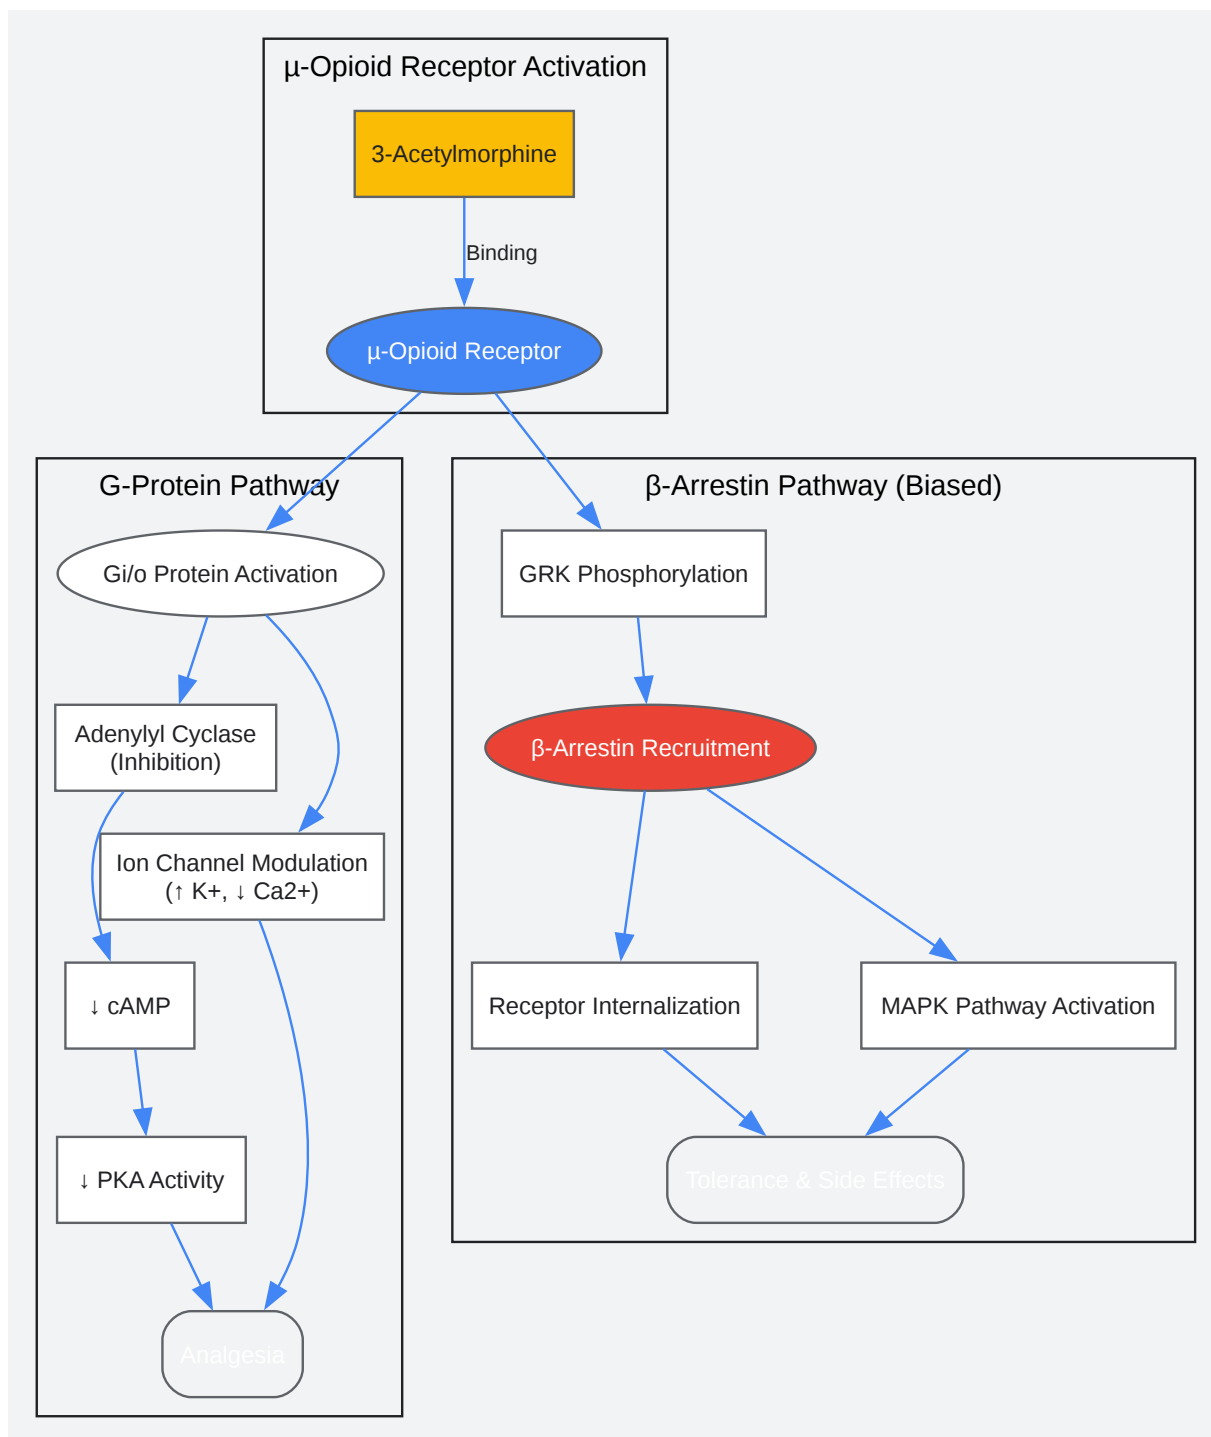 µ-Opioid Receptor Activation
3-Acetylmorphine
Binding
µ-Opioid Receptor
G-Protein Pathway
Gi/o Protein Activation
Adenylyl Cyclase
(Inhibition)
Ion Channel Modulation
(↑ K+, ↓ Ca2+)
↓ cAMP
↓ PKA Activity
Analgesia
β-Arrestin Pathway (Biased)
GRK Phosphorylation
β-Arrestin Recruitment
Receptor Internalization
MAPK Pathway Activation
Tolerance & Side Effects